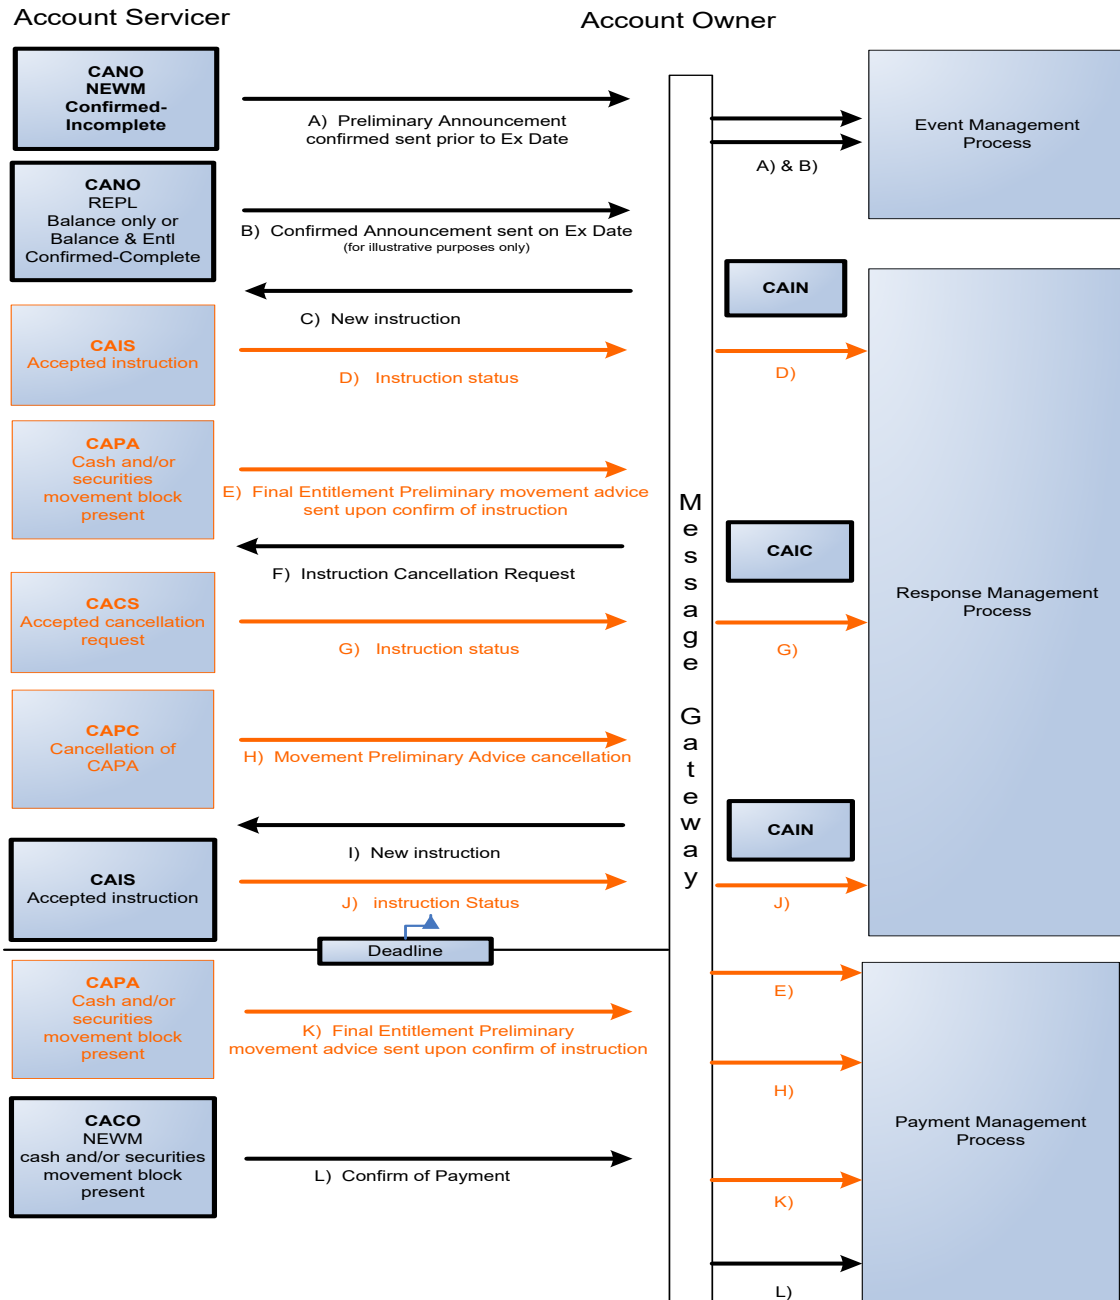 Account Servicer
Account Owner
CANO
NEWM
Confirmed-
Incomplete
A) Preliminary Announcement
confirmed sent prior to Ex Date
Event Management
Process
A) & B)
CANO
REPL
Balance only or
Balance & Entl
Confirmed-Complete
B) Confirmed Announcement sent on Ex Date
(for illustrative purposes only)
CAIN
C) New instruction
CAIS
Accepted instruction
D) Instruction status
D)
CAPA
Cash and/or
securities
movement block
present
E) Final Entitlement Preliminary movement advice
sent upon confirm of instruction
Message Gateway
CAIC
F) Instruction Cancellation Request
Response Management
Process
CACS
Accepted cancellation
request
G) Instruction status
G)
CAPC
Cancellation of
CAPA
H) Movement Preliminary Advice cancellation
CAIN
I) New instruction
CAIS
Accepted instruction
J) instruction Status
J)
Deadline
CAPA
Cash and/or
securities
movement block
present
E)
K) Final Entitlement Preliminary
movement advice sent upon confirm of instruction
H)
CACO
NEWM
cash and/or securities
movement block
present
Payment Management
Process
L) Confirm of Payment
K)
L)